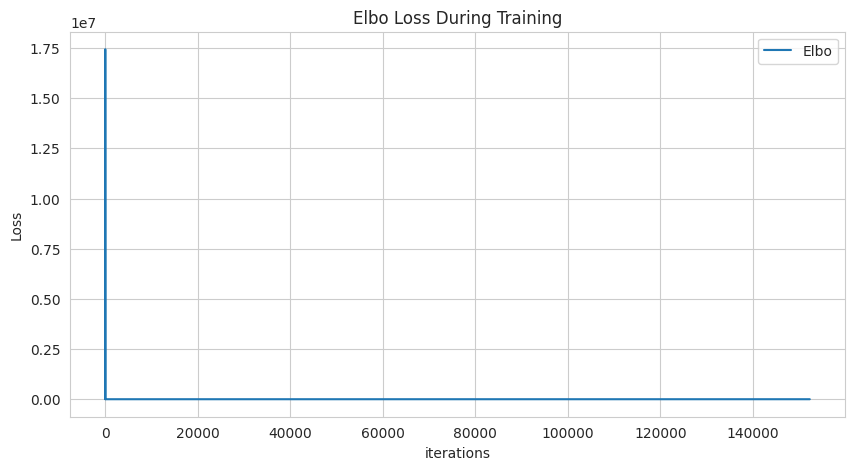 Elbo Loss During Training
1e7
Elbo
1.75
1.50
1.25
1.00
0.75
0.50
0.25
0.00
Loss
0 20000 40000 60000 80000 100000 120000 140000
iterations